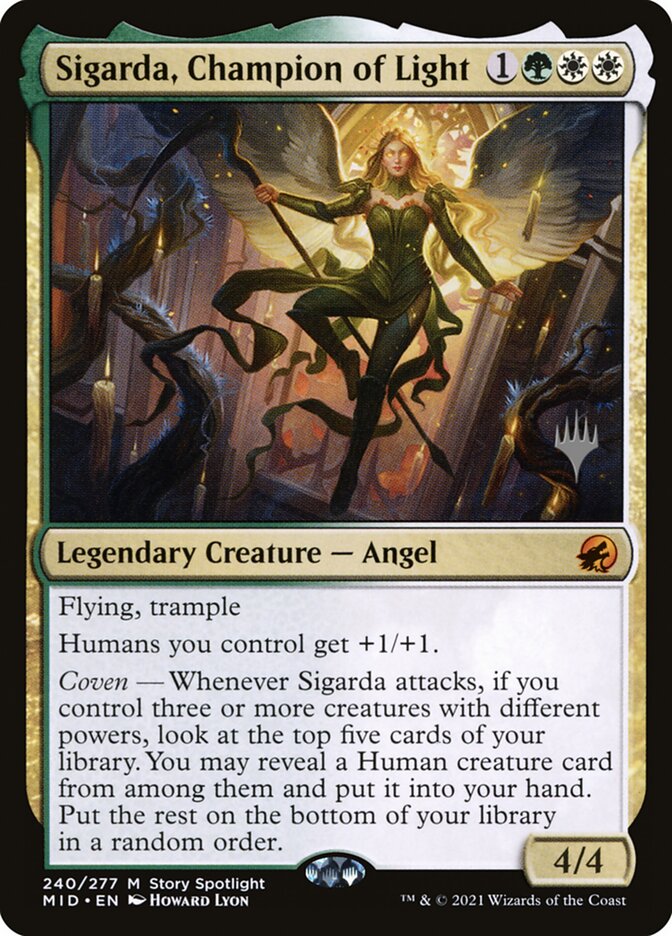 Sigarda, Champion of Light 1
Legendary Creature — Angel
Flying, trample
Humans you control get +1/+1.
Coven — Whenever Sigarda attacks, if you
control three or more creatures with different
powers, look at the top five cards of your
library. You may reveal a Human creature card
from among them and put it into your hand.
Put the rest on the bottom of your library
in a random order.
4/4
240/277 M Story Spotlight
MID • EN Howard Lyon
™ & © 2021 Wizards of the Coast